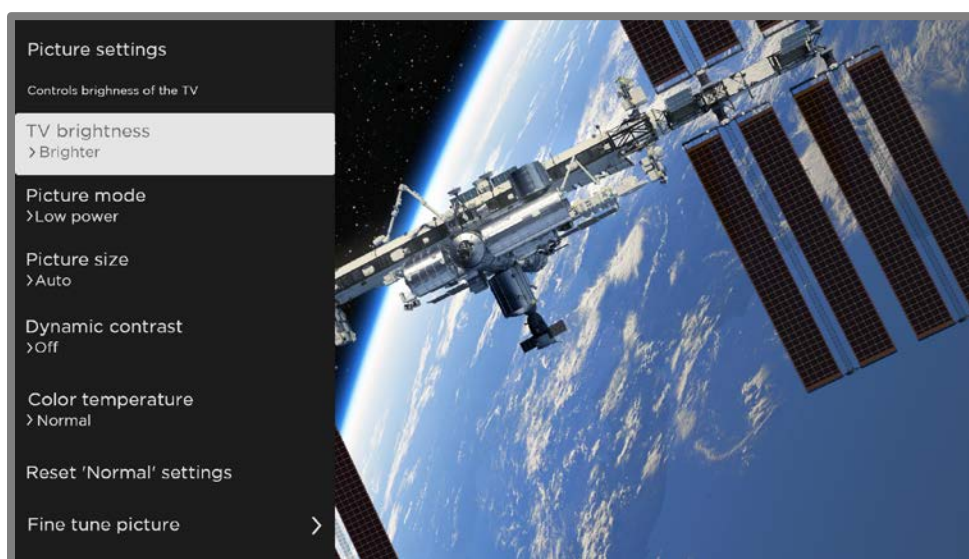 Picture settings
Controls brighness of the TV
TV brightness
> Brighter
Picture mode
>Low power
Picture size
>Auto
Dynamic contrast
>Off
Color temperature
> Normal
Reset 'Normal' settings
Fine tune picture >